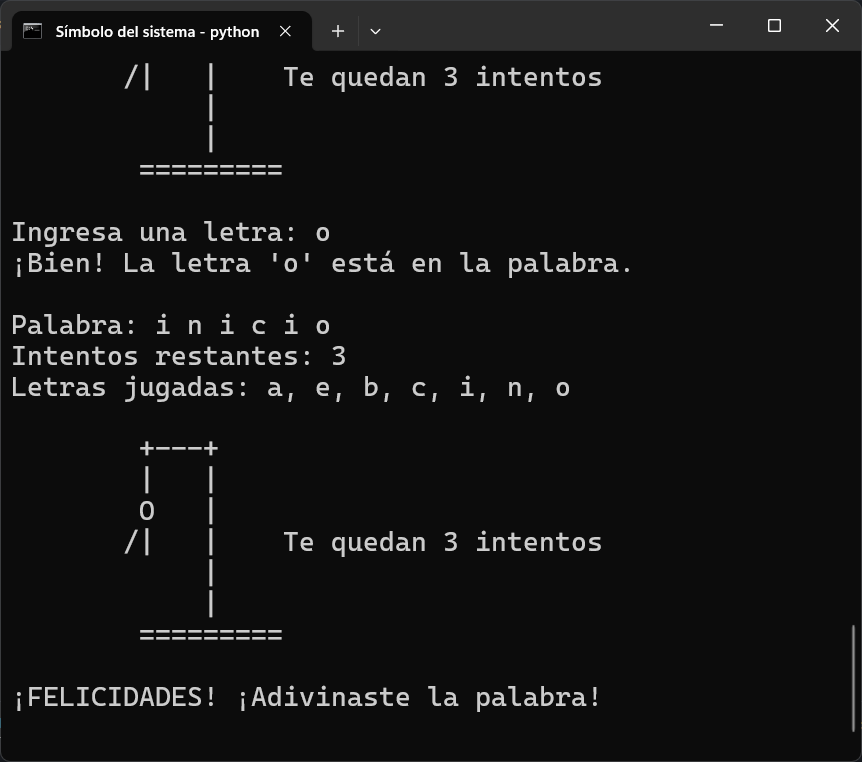 Símbolo del sistema - python
/|   |    Te quedan 3 intentos
|
|
=========
Ingresa una letra: o
¡Bien! La letra 'o' está en la palabra.
Palabra: i n i c i o
Intentos restantes: 3
Letras jugadas: a, e, b, c, i, n, o
+---+
|   |
O   |
/|   |    Te quedan 3 intentos
|
|
=========
¡FELICIDADES! ¡Adivinaste la palabra!